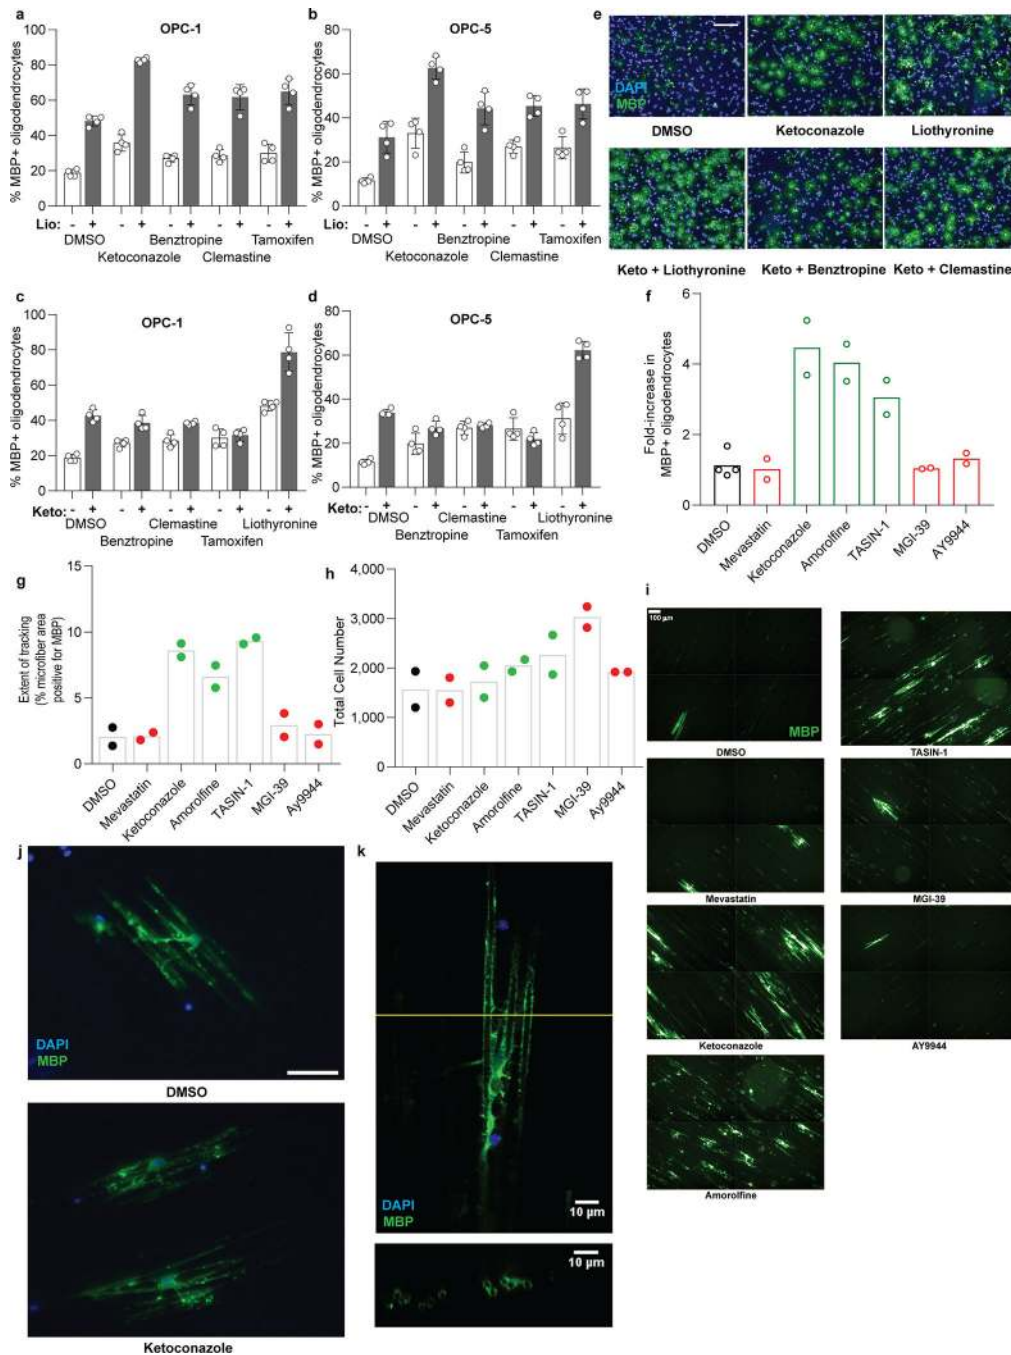 a
OPC-1
% MBP+ oligodendrocytes
100
80
60
40
20
0
Lio: - + - + - + - + - +
DMSO Benztropine Tamoxifen
Ketoconazole Clemastine
b
OPC-5
% MBP+ oligodendrocytes
100
80
60
40
20
0
- + - + - + - + - +
DMSO Benztropine Tamoxifen
Ketoconazole Clemastine
e
DAPI
MBP
DMSO Ketoconazole Liothyronine
Keto + Liothyronine Keto + Benztropine Keto + Clemastine
c
OPC-1
% MBP+ oligodendrocytes
100
80
60
40
20
0
Keto: - + - + - + - + - +
DMSO Clemastine Liothyronine
Benztropine Tamoxifen
d
OPC-5
% MBP+ oligodendrocytes
80
60
40
20
0
Keto: - + - + - + - + - +
DMSO Clemastine Liothyronine
Benztropine Tamoxifen
f
Fold-increase in
MBP+ oligodendrocytes
6
4
2
0
DMSO
Mevastatin
Ketoconazole
Amorolfine
TASIN-1
MGI-39
AY9944
g
Extent of tracking
(% microfiber area
positive for MBP)
15
10
5
0
DMSO
Mevastatin
Ketoconazole
Amorolfine
TASIN-1
MGI-39
Ay9944
h
Total Cell Number
4,000
3,000
2,000
1,000
0
DMSO
Mevastatin
Ketoconazole
Amorolfine
TASIN-1
MGI-39
Ay9944
i
100 µm
MBP
DMSO
TASIN-1
Mevastatin
MGI-39
Ketoconazole
AY9944
Amorolfine
j
DAPI
MBP
DMSO
Ketoconazole
k
DAPI
MBP
10 µm
10 µm